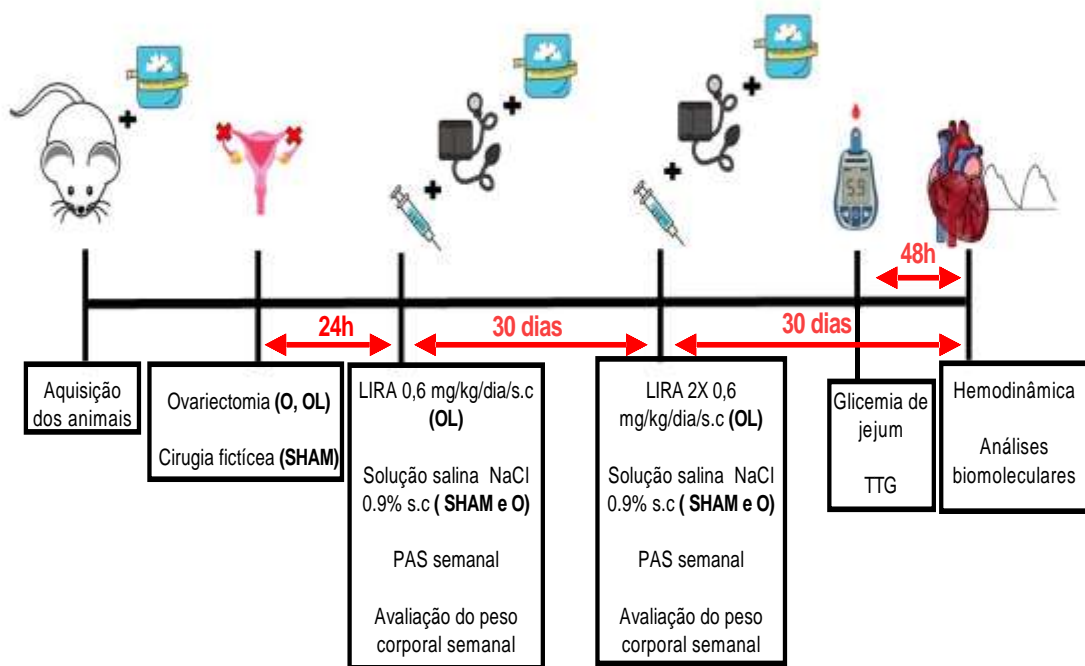 5.9
48h
24h
30 dias
30 dias
Aquisição
dos animais
Ovariectomia (O, OL)
Cirugia fictícea (SHAM)
LIRA 0,6 mg/kg/dia/s.c
(OL)
Solução salina NaCl
0.9% s.c ( SHAM e O)
PAS semanal
Avaliação do peso
corporal semanal
LIRA 2X 0,6
mg/kg/dia/s.c (OL)
Solução salina NaCl
0.9% s.c ( SHAM e O)
PAS semanal
Avaliação do peso
corporal semanal
Glicemia de
jejum
TTG
Hemodinâmica
Análises
biomoleculares